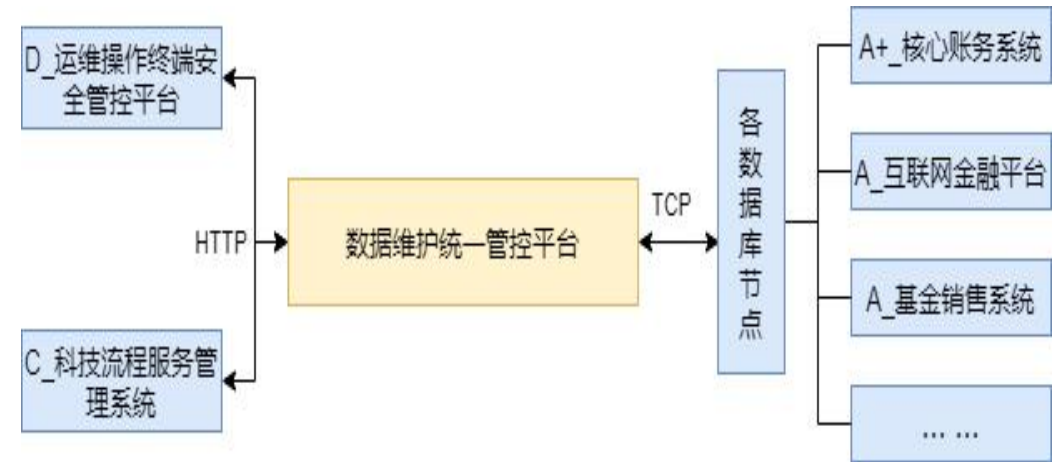 D_运维操作终端安
全管控平台
HTTP
C_科技流程服务管
理系统
数据维护统一管控平台
TCP
各
数
据
库
节
点
A+_核心账务系统
A_互联网金融平台
A_基金销售系统
... ...